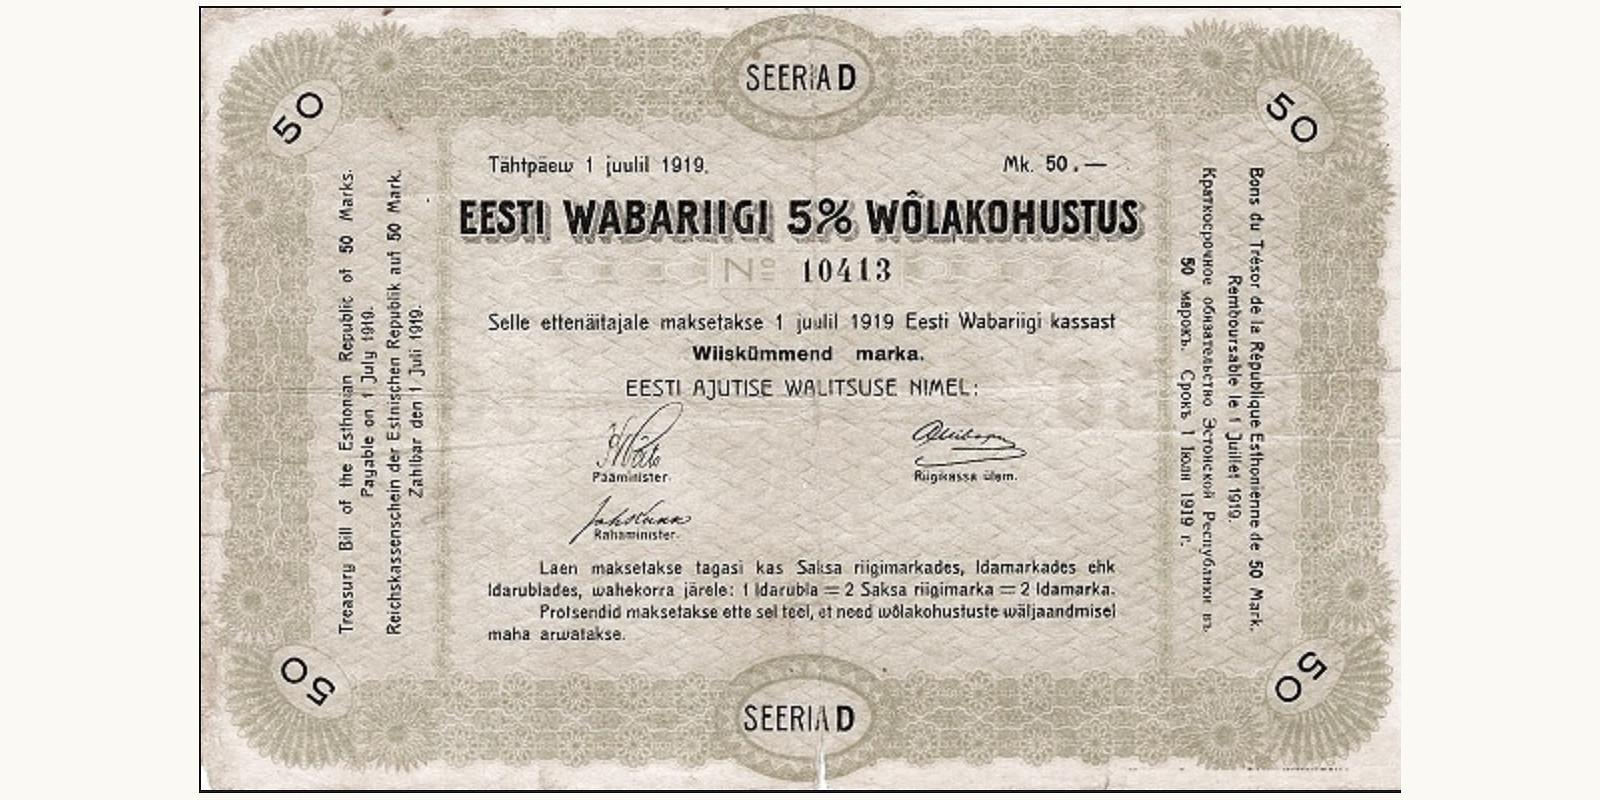 SEERIA D
50
50
Tähtpäew 1 juulil 1919.
Mk. 50.—
EESTI WABARIIGI 5% WÕLAKOHUSTUS
Nº 10413
Selle ettenäitajale maksetakse 1 juulil 1919 Eesti Wabariigi kassast
Wiiskümmend marka.
EESTI AJUTISE WALITSUSE NIMEL:
Pääminister.
Riigikassa ülem.
Rahaminister.
Laen maksetakse tagasi kas Saksa riigimarkades, Idamarkades ehk
Idarublades, wahekorra järele: 1 Idarubla = 2 Saksa riigimarka = 2 Idamarka.
Protsendid maksetakse ette sel teel, et need wõlakohustuste wäljaandmisel
maha arwatakse.
Treasury Bill of the Esthonian Republic of 50 Marks.
Payable on 1 July 1919.
Reichskassenschein der Estnischen Republik auf 50 Mark.
Zahlbar den 1 Juli 1919.
Bons du Trésor de la République Esthonienne de 50 Mark.
Remboursable le 1 Juillet 1919.
Краткосрочное обязательство Эстонской Республики въ
50 марокъ. Срокъ 1 Іюля 1919 г.
50
50
SEERIA D